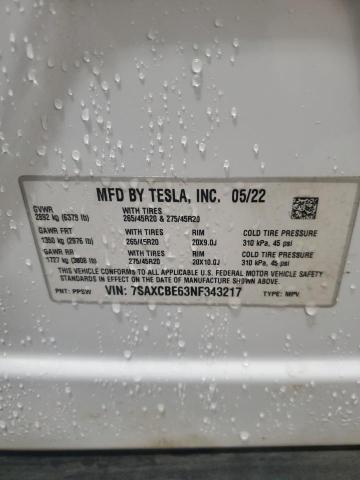 MFD BY TESLA, INC. 05/22
GVWR WITH TIRES
2892 kg (6379 lb) 265/45R20 & 275/45R20
GAWR FRT WITH TIRES RIM COLD TIRE PRESSURE
1350 kg (2976 lb) 265/45R20 20X9.0J 310 kPa, 45 psi
GAWR RR WITH TIRES RIM COLD TIRE PRESSURE
1727 kg (3808 lb) 275/45R20 20X10.0J 310 kPa, 45 psi
THIS VEHICLE CONFORMS TO ALL APPLICABLE U.S. FEDERAL MOTOR VEHICLE SAFETY
STANDARDS IN EFFECT ON THE DATE OF MANUFACTURE SHOWN ABOVE.
PNT: PPSW VIN: 7SAXCBE63NF343217 TYPE: MPV